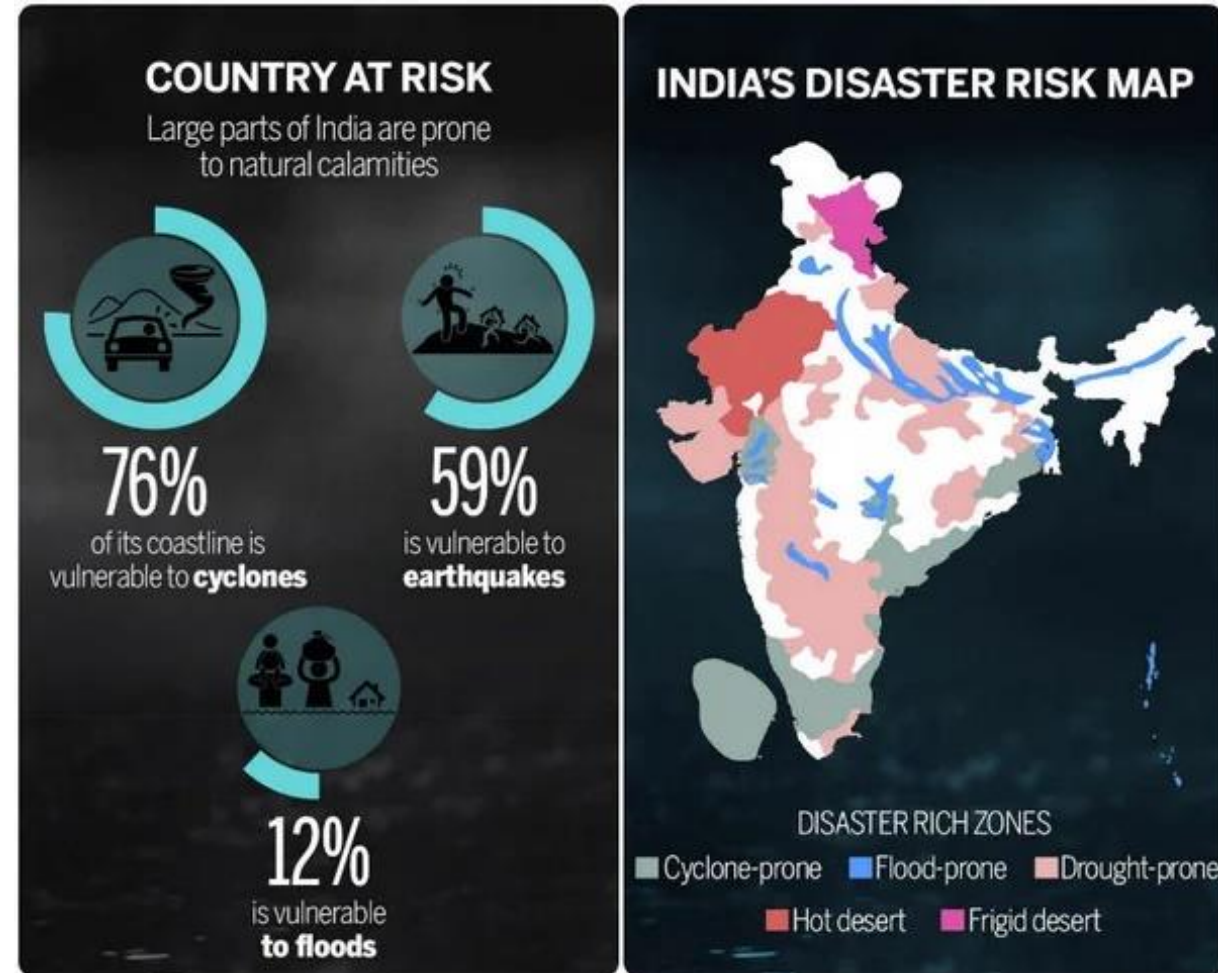 COUNTRY AT RISK
Large parts of India are prone
to natural calamities
76%
of its coastline is
vulnerable to cyclones
59%
is vulnerable to
earthquakes
12%
is vulnerable
to floods
INDIA'S DISASTER RISK MAP
DISASTER RICH ZONES
Cyclone-prone Flood-prone Drought-prone
Hot desert Frigid desert